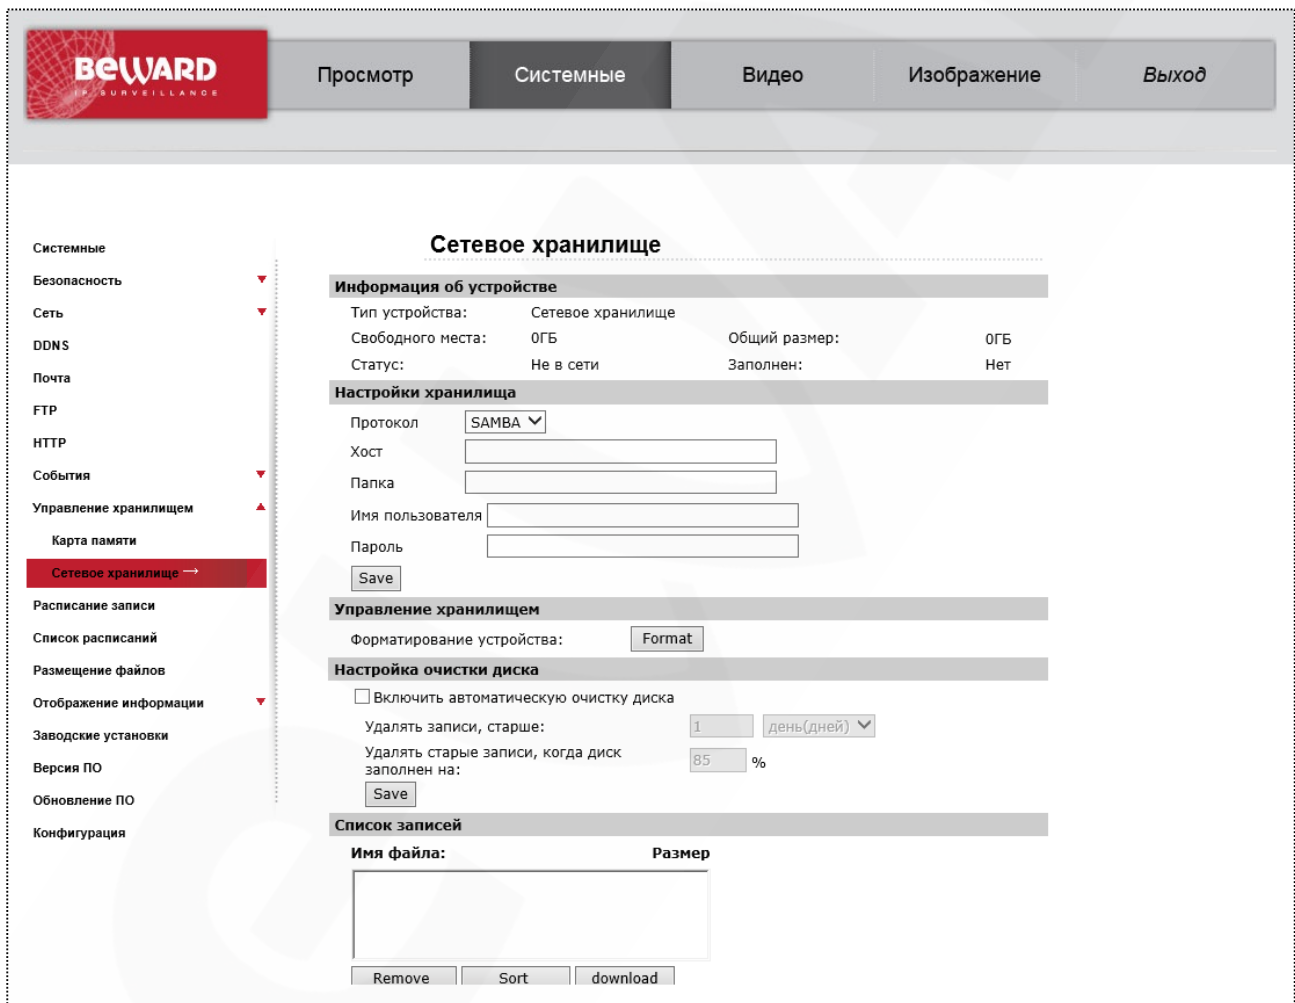 BEWARD
IP SURVEILLANCE
Просмотр
Системные
Видео
Изображение
Выход
Системные
Безопасность
Сеть
DDNS
Почта
FTP
HTTP
События
Управление хранилищем
Карта памяти
Сетевое хранилище →
Расписание записи
Список расписаний
Размещение файлов
Отображение информации
Заводские установки
Версия ПО
Обновление ПО
Конфигурация
Сетевое хранилище
Информация об устройстве
Тип устройства: Сетевое хранилище
Свободного места: 0ГБ Общий размер: 0ГБ
Статус: Не в сети Заполнен: Нет
Настройки хранилища
Протокол SAMBA
Хост
Папка
Имя пользователя
Пароль
Save
Управление хранилищем
Форматирование устройства: Format
Настройка очистки диска
Включить автоматическую очистку диска
Удалять записи, старше: 1 день(дней)
Удалять старые записи, когда диск
заполнен на: 85 %
Save
Список записей
Имя файла: Размер
Remove Sort download